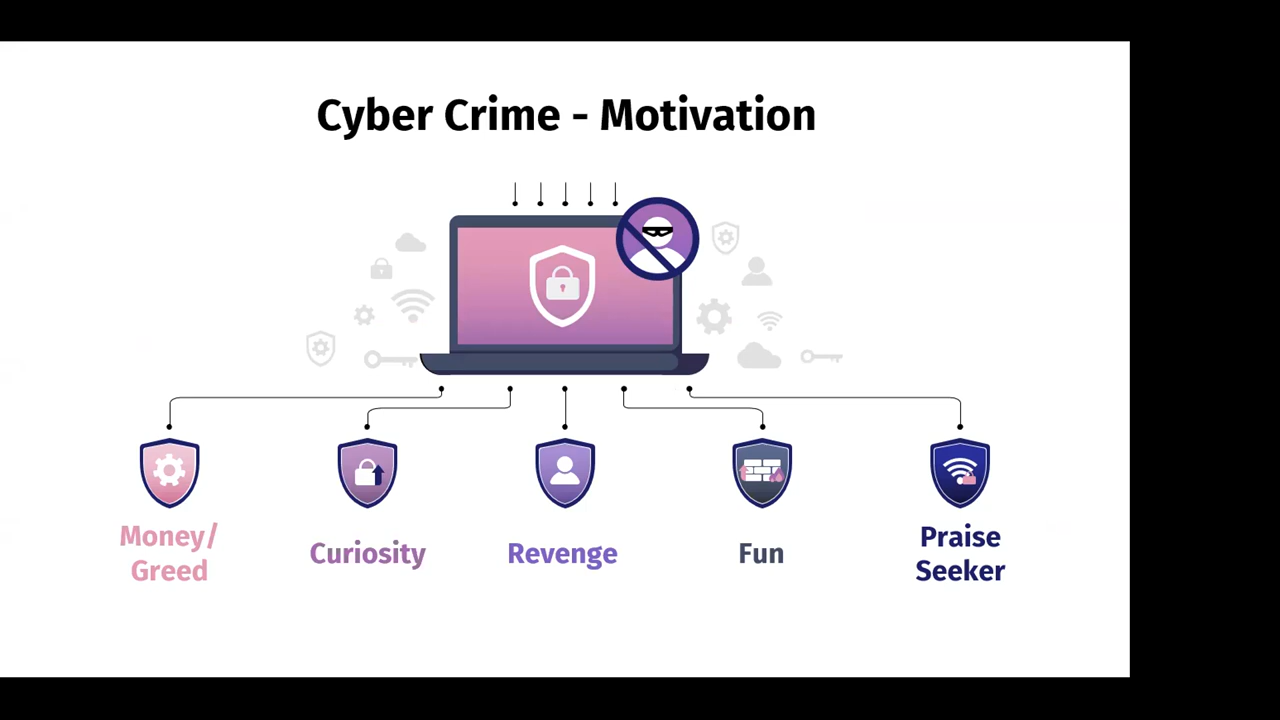 Cyber Crime - Motivation
Money/
Greed
Curiosity
Revenge
Fun
Praise
Seeker